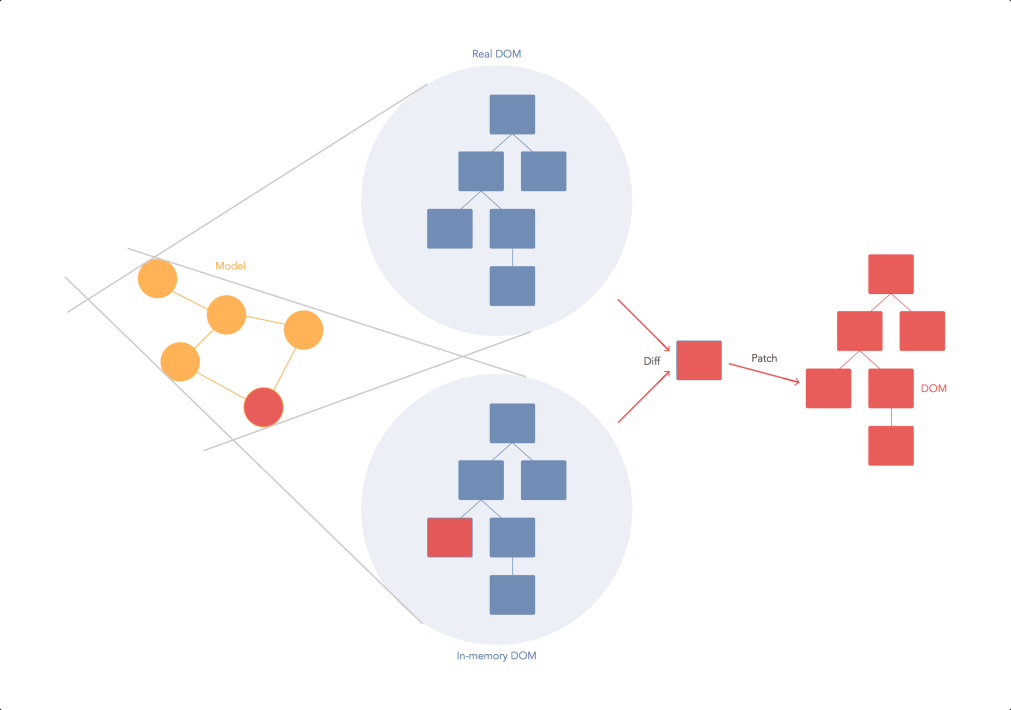 Real DOM
Model
Diff
Patch
DOM
In-memory DOM